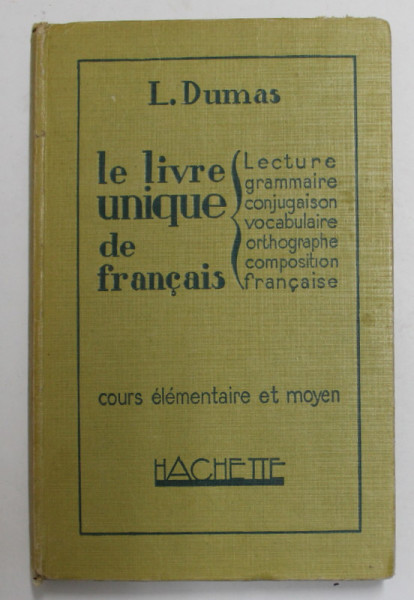 L. Dumas
le livre
unique
de
français
Lecture
grammaire
conjugaison
vocabulaire
orthographe
composition
française
cours élémentaire et moyen
HACHETTE